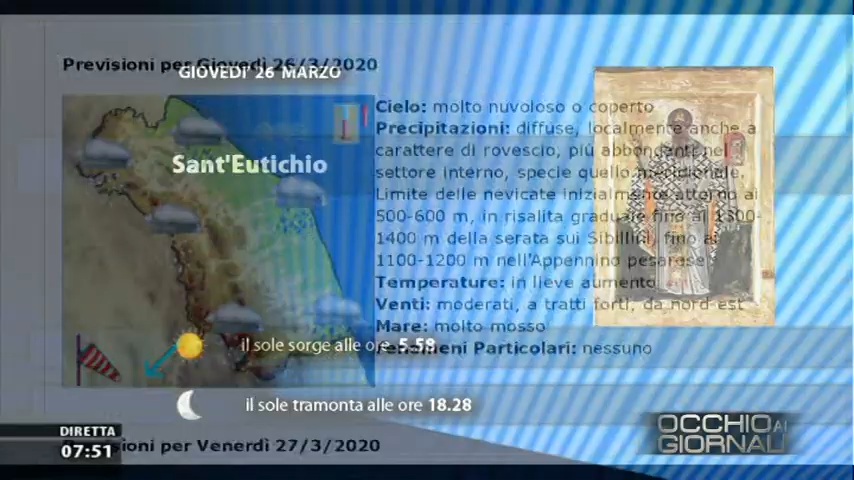 Previsioni per Giovedì 26/3/2020
GIOVEDI' 26 MARZO
Sant'Eutichio
Cielo: molto nuvoloso o coperto
Precipitazioni: diffuse, localmente anche a
carattere di rovescio, più abbondanti nel
settore interno, specie quello meridionale.
Limite delle nevicate inizialmente attorno ai
500-600 m, in risalita graduale fino ai 1300-
1400 m della serata sui Sibillini, fino ai
1100-1200 m nell'Appennino pesarese.
Temperature: in lieve aumento
Venti: moderati, a tratti forti, da nord-est
Mare: molto mosso
Fenomeni Particolari: nessuno
il sole sorge alle ore 5.58
il sole tramonta alle ore 18.28
DIRETTA
07:51
Previsioni per Venerdì 27/3/2020
OCCHIO AI
GIORNALI